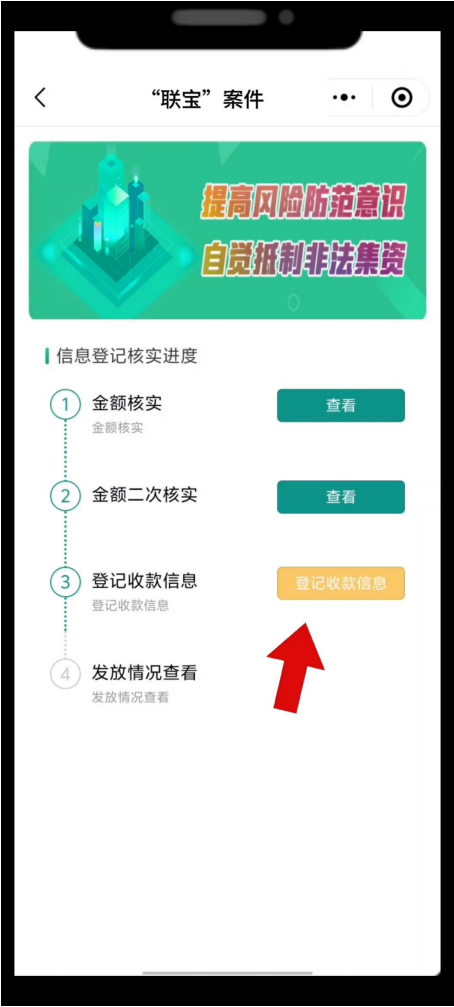 “联宝”案件
提高风险防范意识
自觉抵制非法集资
信息登记核实进度
1 金额核实 查看
金额核实
2 金额二次核实 查看
3 登记收款信息 登记收款信息
登记收款信息
4 发放情况查看
发放情况查看